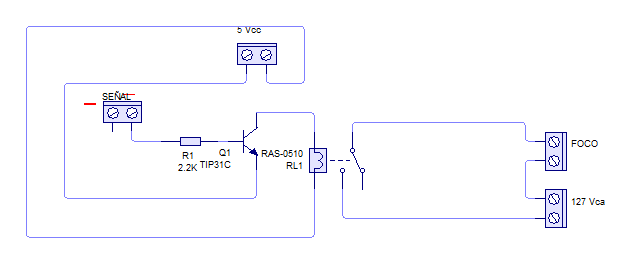 5 Vcc
SEÑAL
R1
2.2K
Q1
TIP31C
RAS-0510
RL1
FOCO
127 Vca